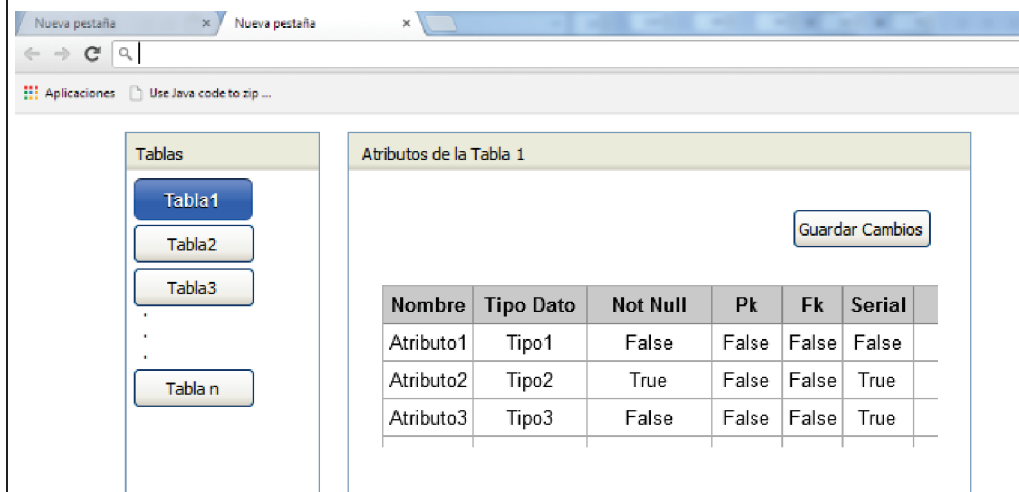 Nueva pestaña × Nueva pestaña ×
Aplicaciones Use Java code to zip ...
Tablas
Tabla1
Tabla2
Tabla3
.
.
.
Tabla n
Atributos de la Tabla 1
Guardar Cambios
Nombre Tipo Dato Not Null Pk Fk Serial
Atributo1 Tipo1 False False False False
Atributo2 Tipo2 True False False True
Atributo3 Tipo3 False False False True